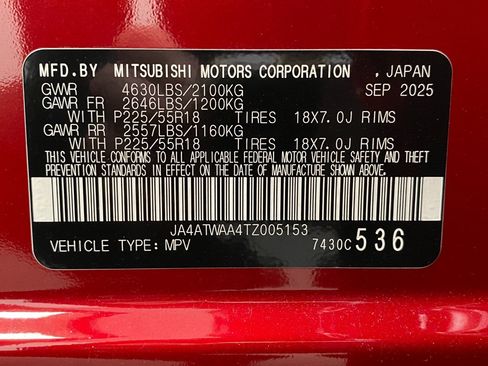 MFD.BY MITSUBISHI MOTORS CORPORATION , JAPAN
GVWR 4630LBS/2100KG SEP 2025
GAWR FR 2646LBS/1200KG
WITH P225/55R18 TIRES 18X7.0J RIMS
GAWR RR 2557LBS/1160KG
WITH P225/55R18 TIRES 18X7.0J RIMS
THIS VEHICLE CONFORMS TO ALL APPLICABLE FEDERAL MOTOR VEHICLE SAFETY AND THEFT
PREVENTION STANDARDS IN EFFECT ON THE DATE OF MANUFACTURE SHOWN ABOVE.
JA4ATWAA4TZ005153
VEHICLE TYPE: MPV 7430C 536